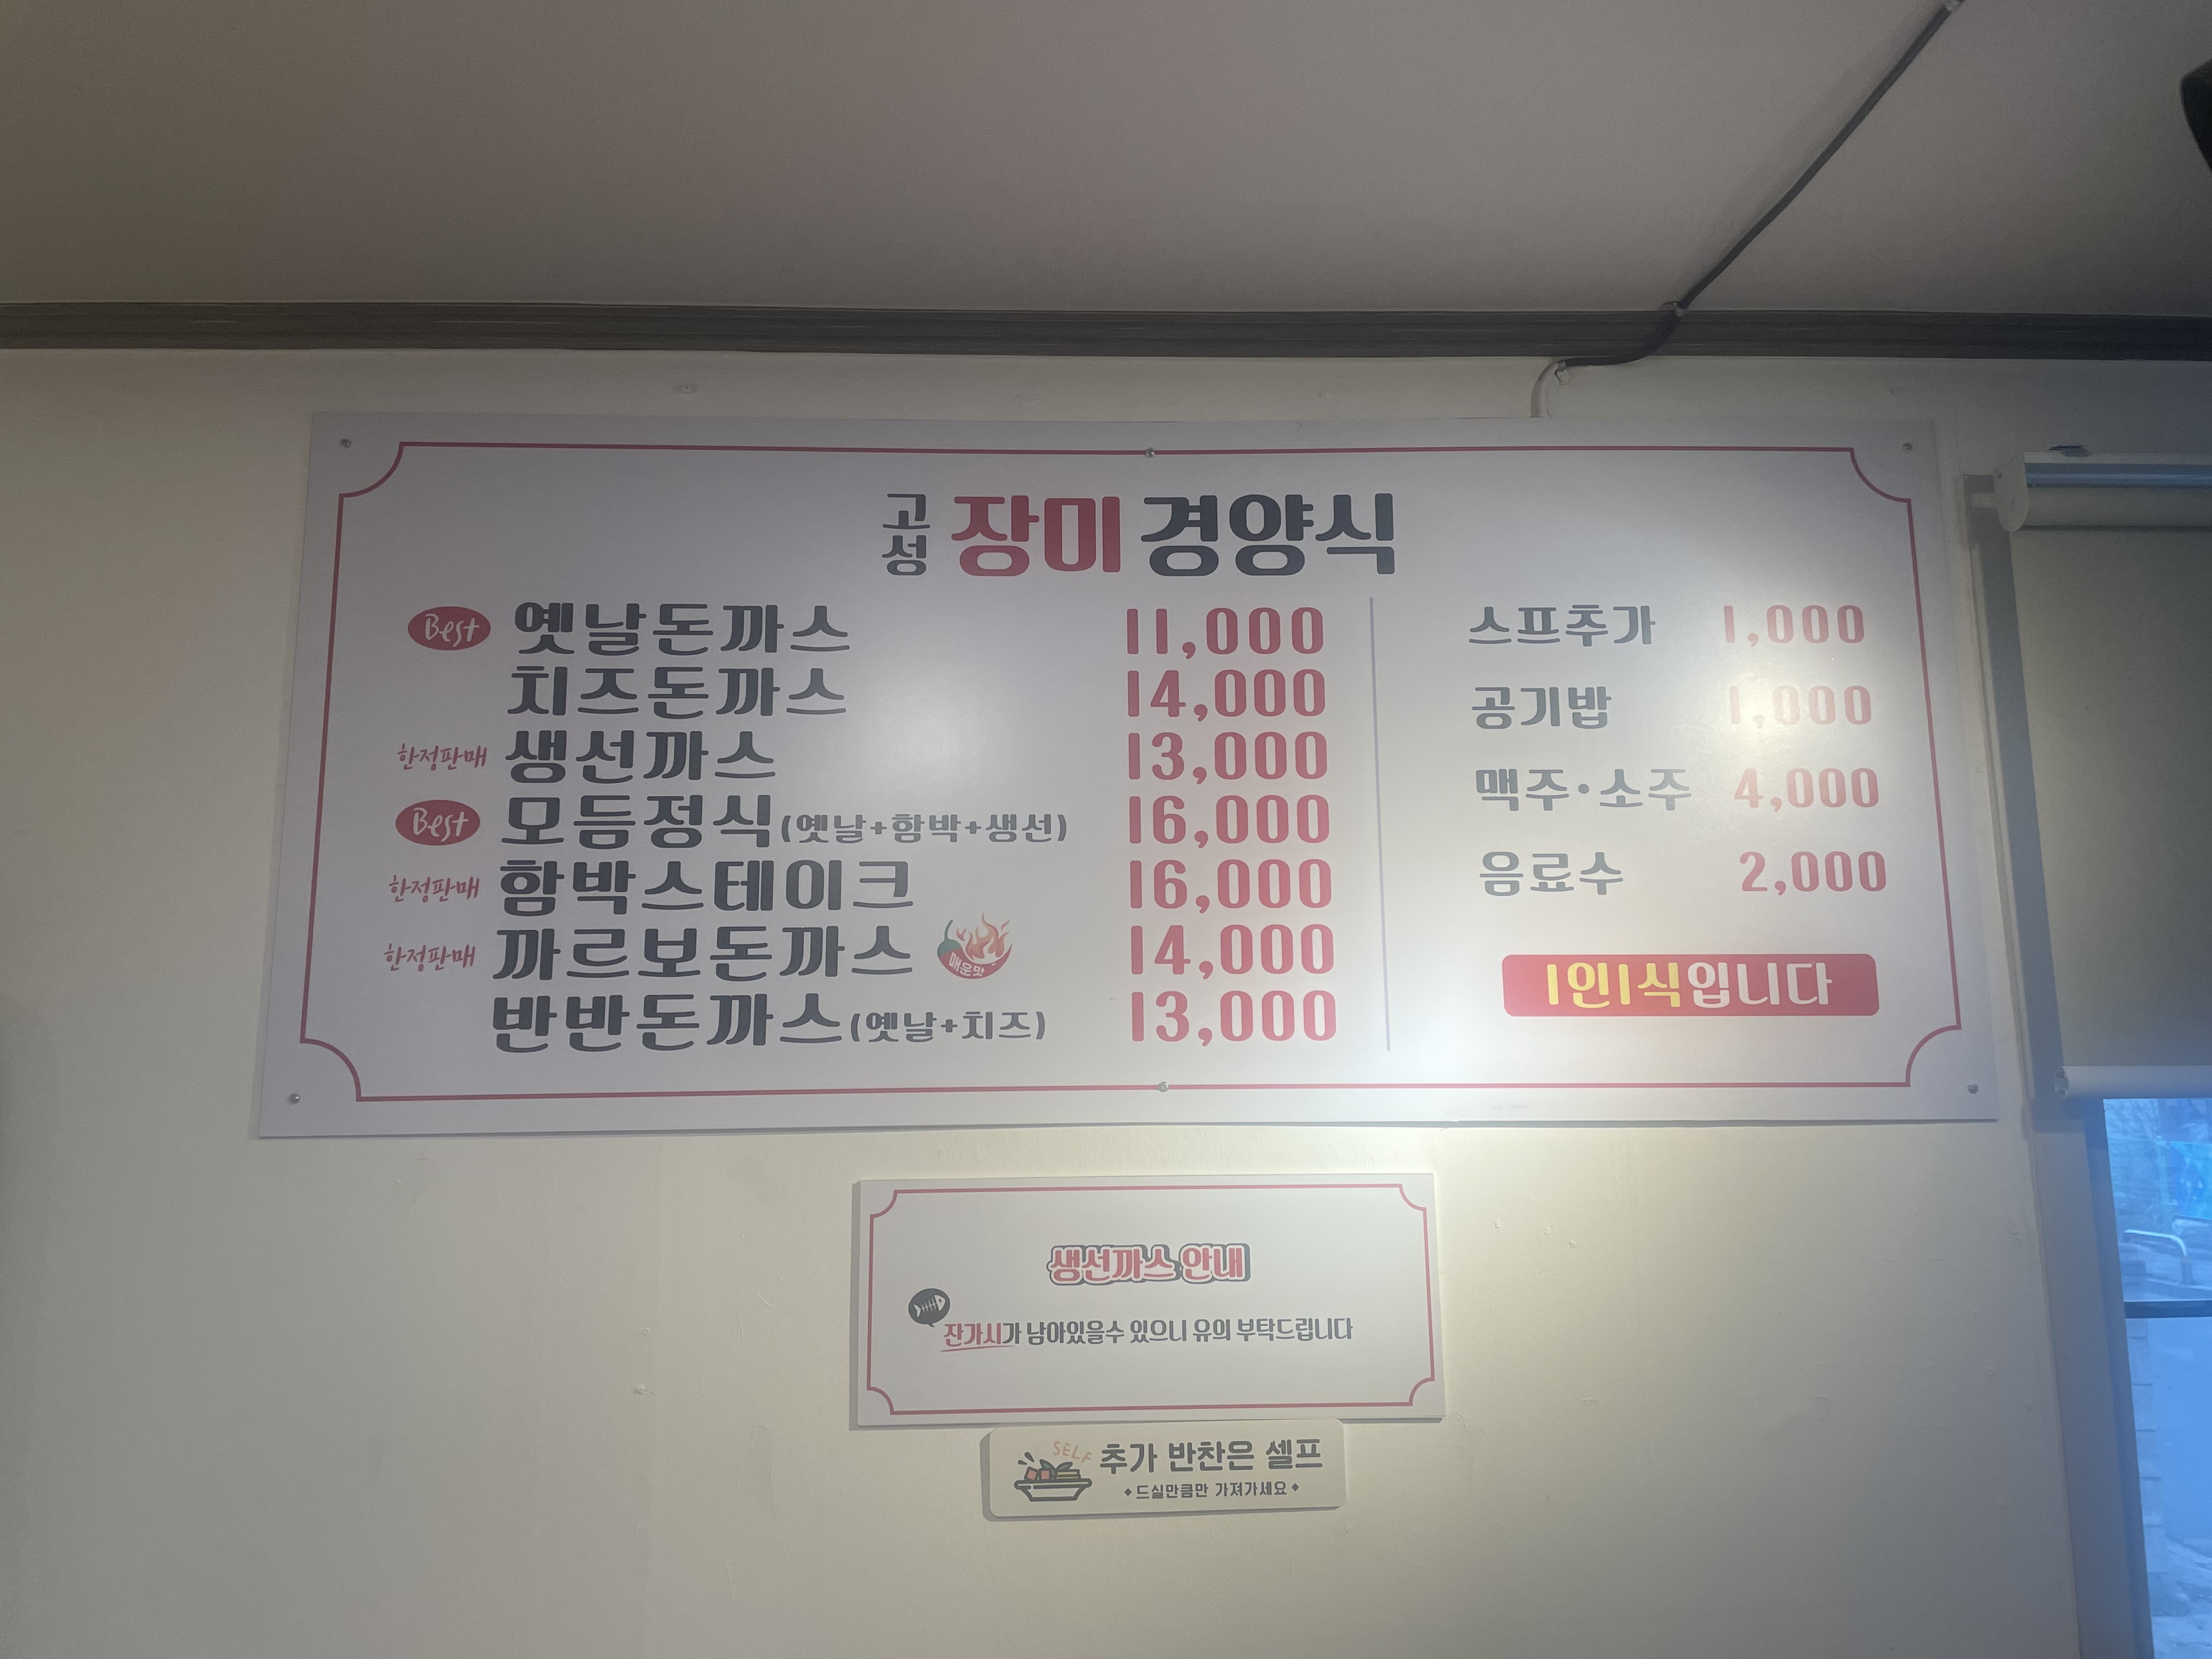 고성 장미 경양식
Best 옛날돈까스 11,000
치즈돈까스 14,000
한정판매 생선까스 13,000
Best 모듬정식(옛날+함박+생선) 16,000
한정판매 함박스테이크 16,000
한정판매 까르보돈까스 매운맛 14,000
반반돈까스(옛날+치즈) 13,000
스프추가 1,000
공기밥 1,000
맥주·소주 4,000
음료수 2,000
1인1식입니다
생선까스 안내
잔가시가 남아있을수 있으니 유의 부탁드립니다
SELF 추가 반찬은 셀프
드실만큼만 가져가세요